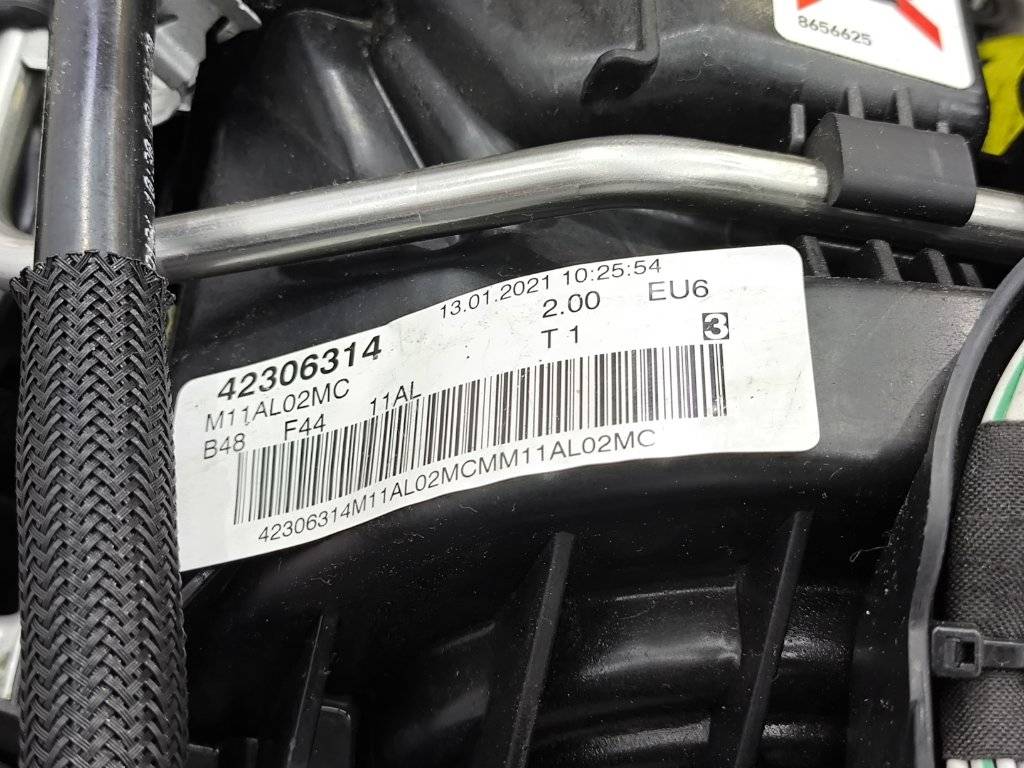 8656625
13.01.2021 10:25:54
42306314 2.00 EU6
M11AL02MC T 1 3
B48 F44 11AL
42306314M11AL02MCMM11AL02MC